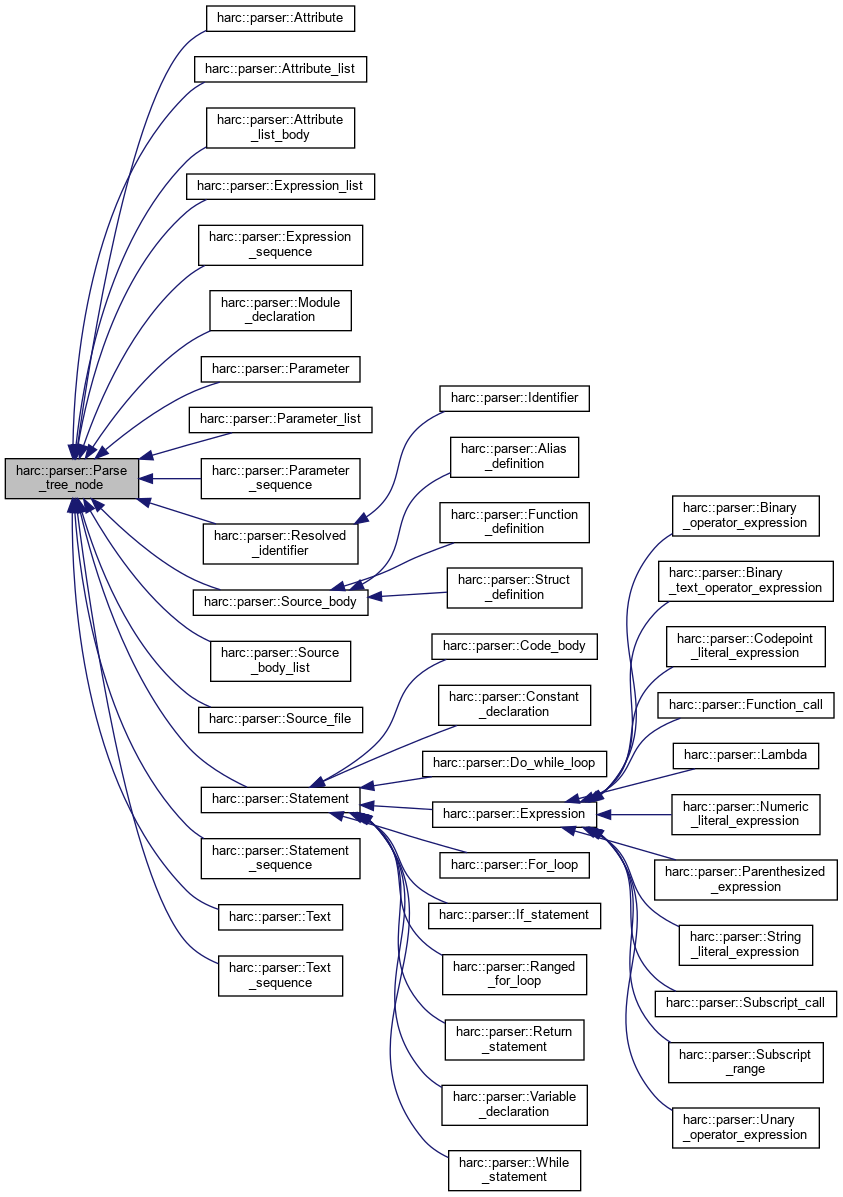 harc::parser::Attribute
harc::parser::Attribute_list
harc::parser::Attribute
_list_body
harc::parser::Expression_list
harc::parser::Expression
_sequence
harc::parser::Module
_declaration
harc::parser::Parameter
harc::parser::Parameter_list
harc::parser::Parameter
_sequence
harc::parser::Resolved
_identifier
harc::parser::Source_body
harc::parser::Source
_body_list
harc::parser::Source_file
harc::parser::Statement
harc::parser::Statement
_sequence
harc::parser::Text
harc::parser::Text
_sequence
harc::parser::Parse
_tree_node
harc::parser::Identifier
harc::parser::Alias
_definition
harc::parser::Function
_definition
harc::parser::Struct
_definition
harc::parser::Code_body
harc::parser::Constant
_declaration
harc::parser::Do_while_loop
harc::parser::Expression
harc::parser::For_loop
harc::parser::If_statement
harc::parser::Ranged
_for_loop
harc::parser::Return
_statement
harc::parser::Variable
_declaration
harc::parser::While
_statement
harc::parser::Binary
_operator_expression
harc::parser::Binary
_text_operator_expression
harc::parser::Codepoint
_literal_expression
harc::parser::Function_call
harc::parser::Lambda
harc::parser::Numeric
_literal_expression
harc::parser::Parenthesized
_expression
harc::parser::String
_literal_expression
harc::parser::Subscript_call
harc::parser::Subscript
_range
harc::parser::Unary
_operator_expression